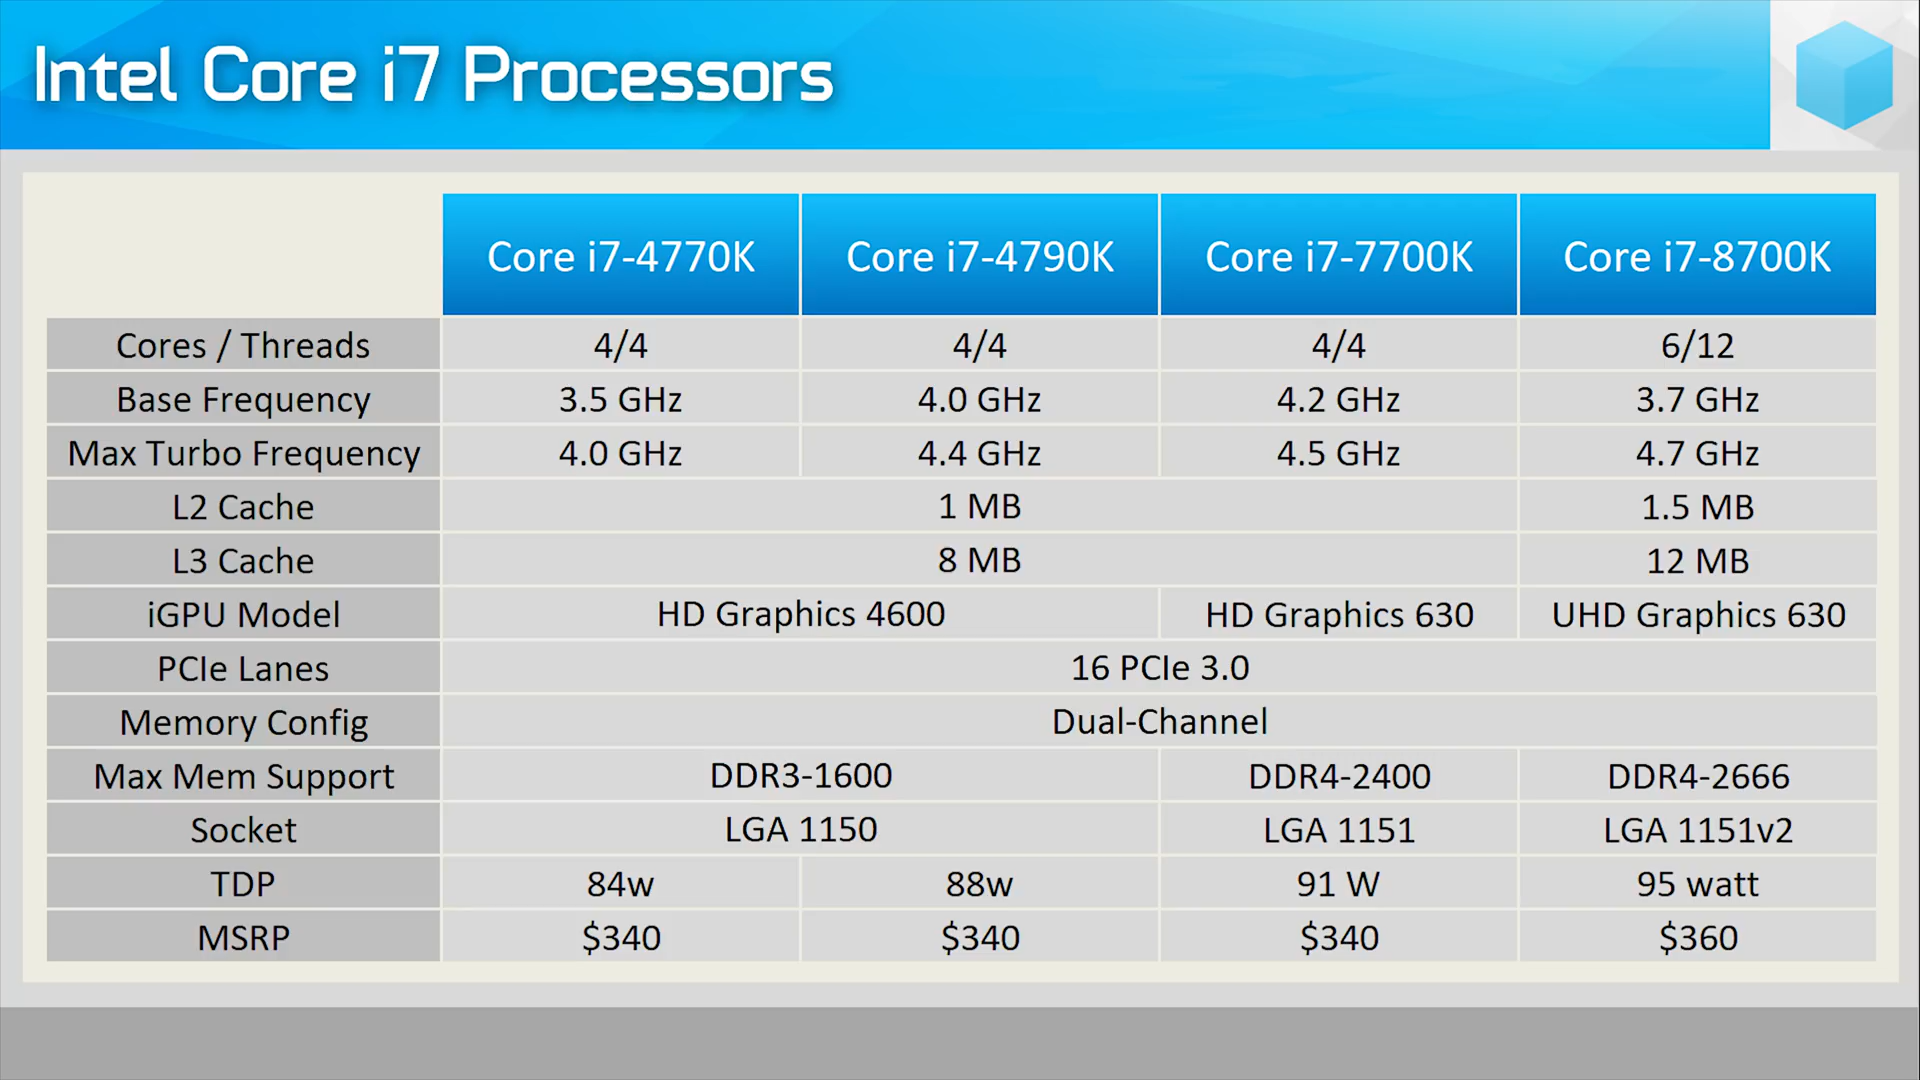 Intel Core i7 Processors
Core i7-4770K Core i7-4790K Core i7-7700K Core i7-8700K
Cores / Threads 4/4 4/4 4/4 6/12
Base Frequency 3.5 GHz 4.0 GHz 4.2 GHz 3.7 GHz
Max Turbo Frequency 4.0 GHz 4.4 GHz 4.5 GHz 4.7 GHz
L2 Cache 1 MB 1.5 MB
L3 Cache 8 MB 12 MB
iGPU Model HD Graphics 4600 HD Graphics 630 UHD Graphics 630
PCIe Lanes 16 PCIe 3.0
Memory Config Dual-Channel
Max Mem Support DDR3-1600 DDR4-2400 DDR4-2666
Socket LGA 1150 LGA 1151 LGA 1151v2
TDP 84w 88w 91 W 95 watt
MSRP $340 $340 $340 $360